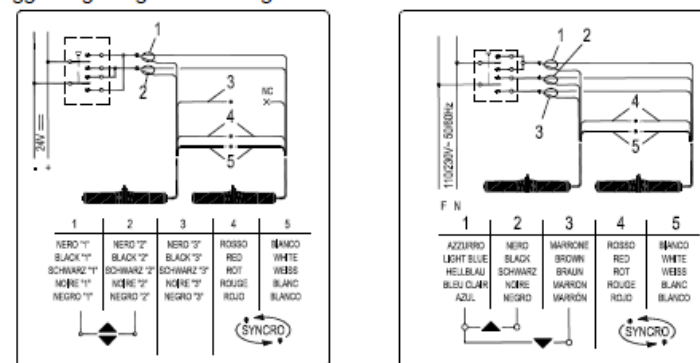 1
2
3
NC
4
5
24V
- +
1 2 3 4 5
NERO "1" NERO "2" NERO "3" ROSSO BIANCO
BLACK "1" BLACK "2" BLACK "3" RED WHITE
SCHWARZ "1" SCHWARZ "2" SCHWARZ "3" ROT WEISS
NOIRE "1" NOIRE "2" NOIRE "3" ROUGE BLANC
NEGRO "1" NEGRO "2" NEGRO "3" ROJO BLANCO
SYNCRO
1 2
3
4
5
110/230V~ 50/60Hz
F N
1 2 3 4 5
AZZURRO NERO MARRONE ROSSO BIANCO
LIGHT BLUE BLACK BROWN RED WHITE
HELLBLAU SCHWARZ BRAUN ROT WEISS
BLEU CLAIR NOIRE MARRON ROUGE BLANC
AZUL NEGRO MARRÓN ROJO BLANCO
SYNCRO